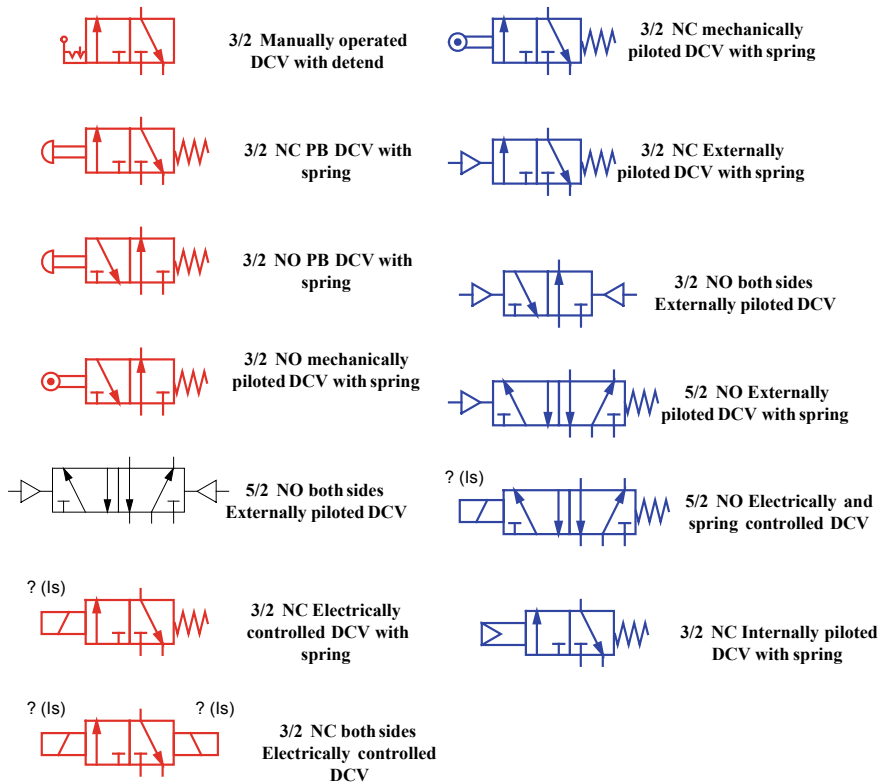 3/2 Manually operated
DCV with detend
3/2 NC PB DCV with
spring
3/2 NO PB DCV with
spring
3/2 NO mechanically
piloted DCV with spring
5/2 NO both sides
Externally piloted DCV
? (Is)
3/2 NC Electrically
controlled DCV with
spring
? (Is) ? (Is)
3/2 NC both sides
Electrically controlled
DCV
3/2 NC mechanically
piloted DCV with spring
3/2 NC Externally
piloted DCV with spring
3/2 NO both sides
Externally piloted DCV
5/2 NO Externally
piloted DCV with spring
? (Is)
5/2 NO Electrically and
spring controlled DCV
3/2 NC Internally piloted
DCV with spring